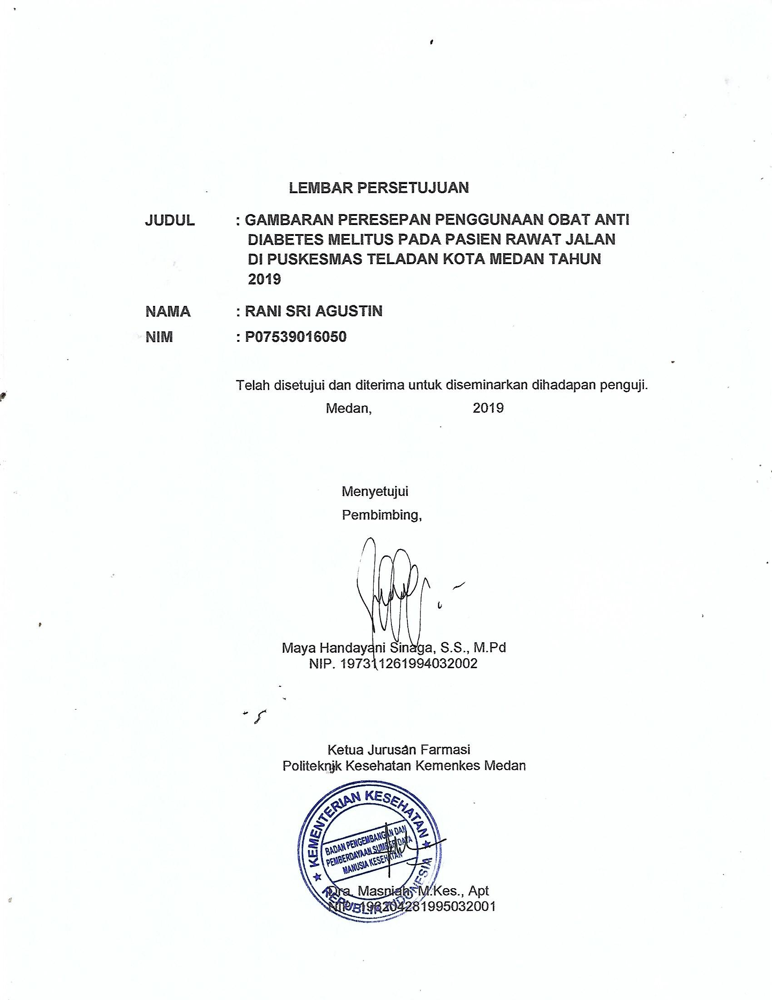 LEMBAR PERSETUJUAN
JUDUL : GAMBARAN PERESEPAN PENGGUNAAN OBAT ANTI
DIABETES MELITUS PADA PASIEN RAWAT JALAN
DI PUSKESMAS TELADAN KOTA MEDAN TAHUN
2019
NAMA : RANI SRI AGUSTIN
NIM : P07539016050
Telah disetujui dan diterima untuk diseminarkan dihadapan penguji.
Medan, 2019
Menyetujui
Pembimbing,
Maya Handayani Sinaga, S.S., M.Pd
NIP. 197311261994032002
Ketua Jurusan Farmasi
Politeknik Kesehatan Kemenkes Medan
KEMENTERIAN KESEHATAN
BADAN PENGEMBANGAN DAN
PEMBERDAYAAN SUMBER DAYA
MANUSIA KESEHATAN
REPUBLIK INDONESIA
Dra. Masniah, M.Kes., Apt
NIP. 196204281995032001